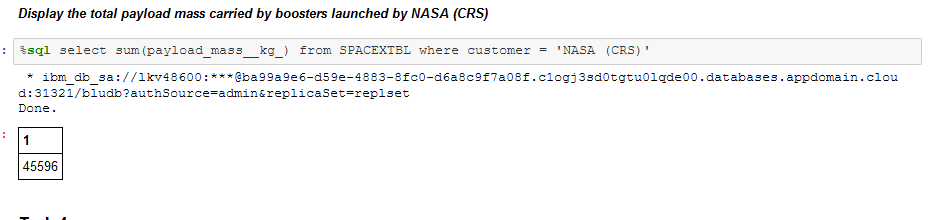 Display the total payload mass carried by boosters launched by NASA (CRS)
: %sql select sum(payload_mass__kg_) from SPACEXTBL where customer = 'NASA (CRS)'
* ibm_db_sa://lkv48600:***@ba99a9e6-d59e-4883-8fc0-d6a8c9f7a08f.c1ogj3sd0tgtu0lqde00.databases.appdomain.clou
d:31321/bludb?authSource=admin&replicaSet=replset
Done.
: 1
45596